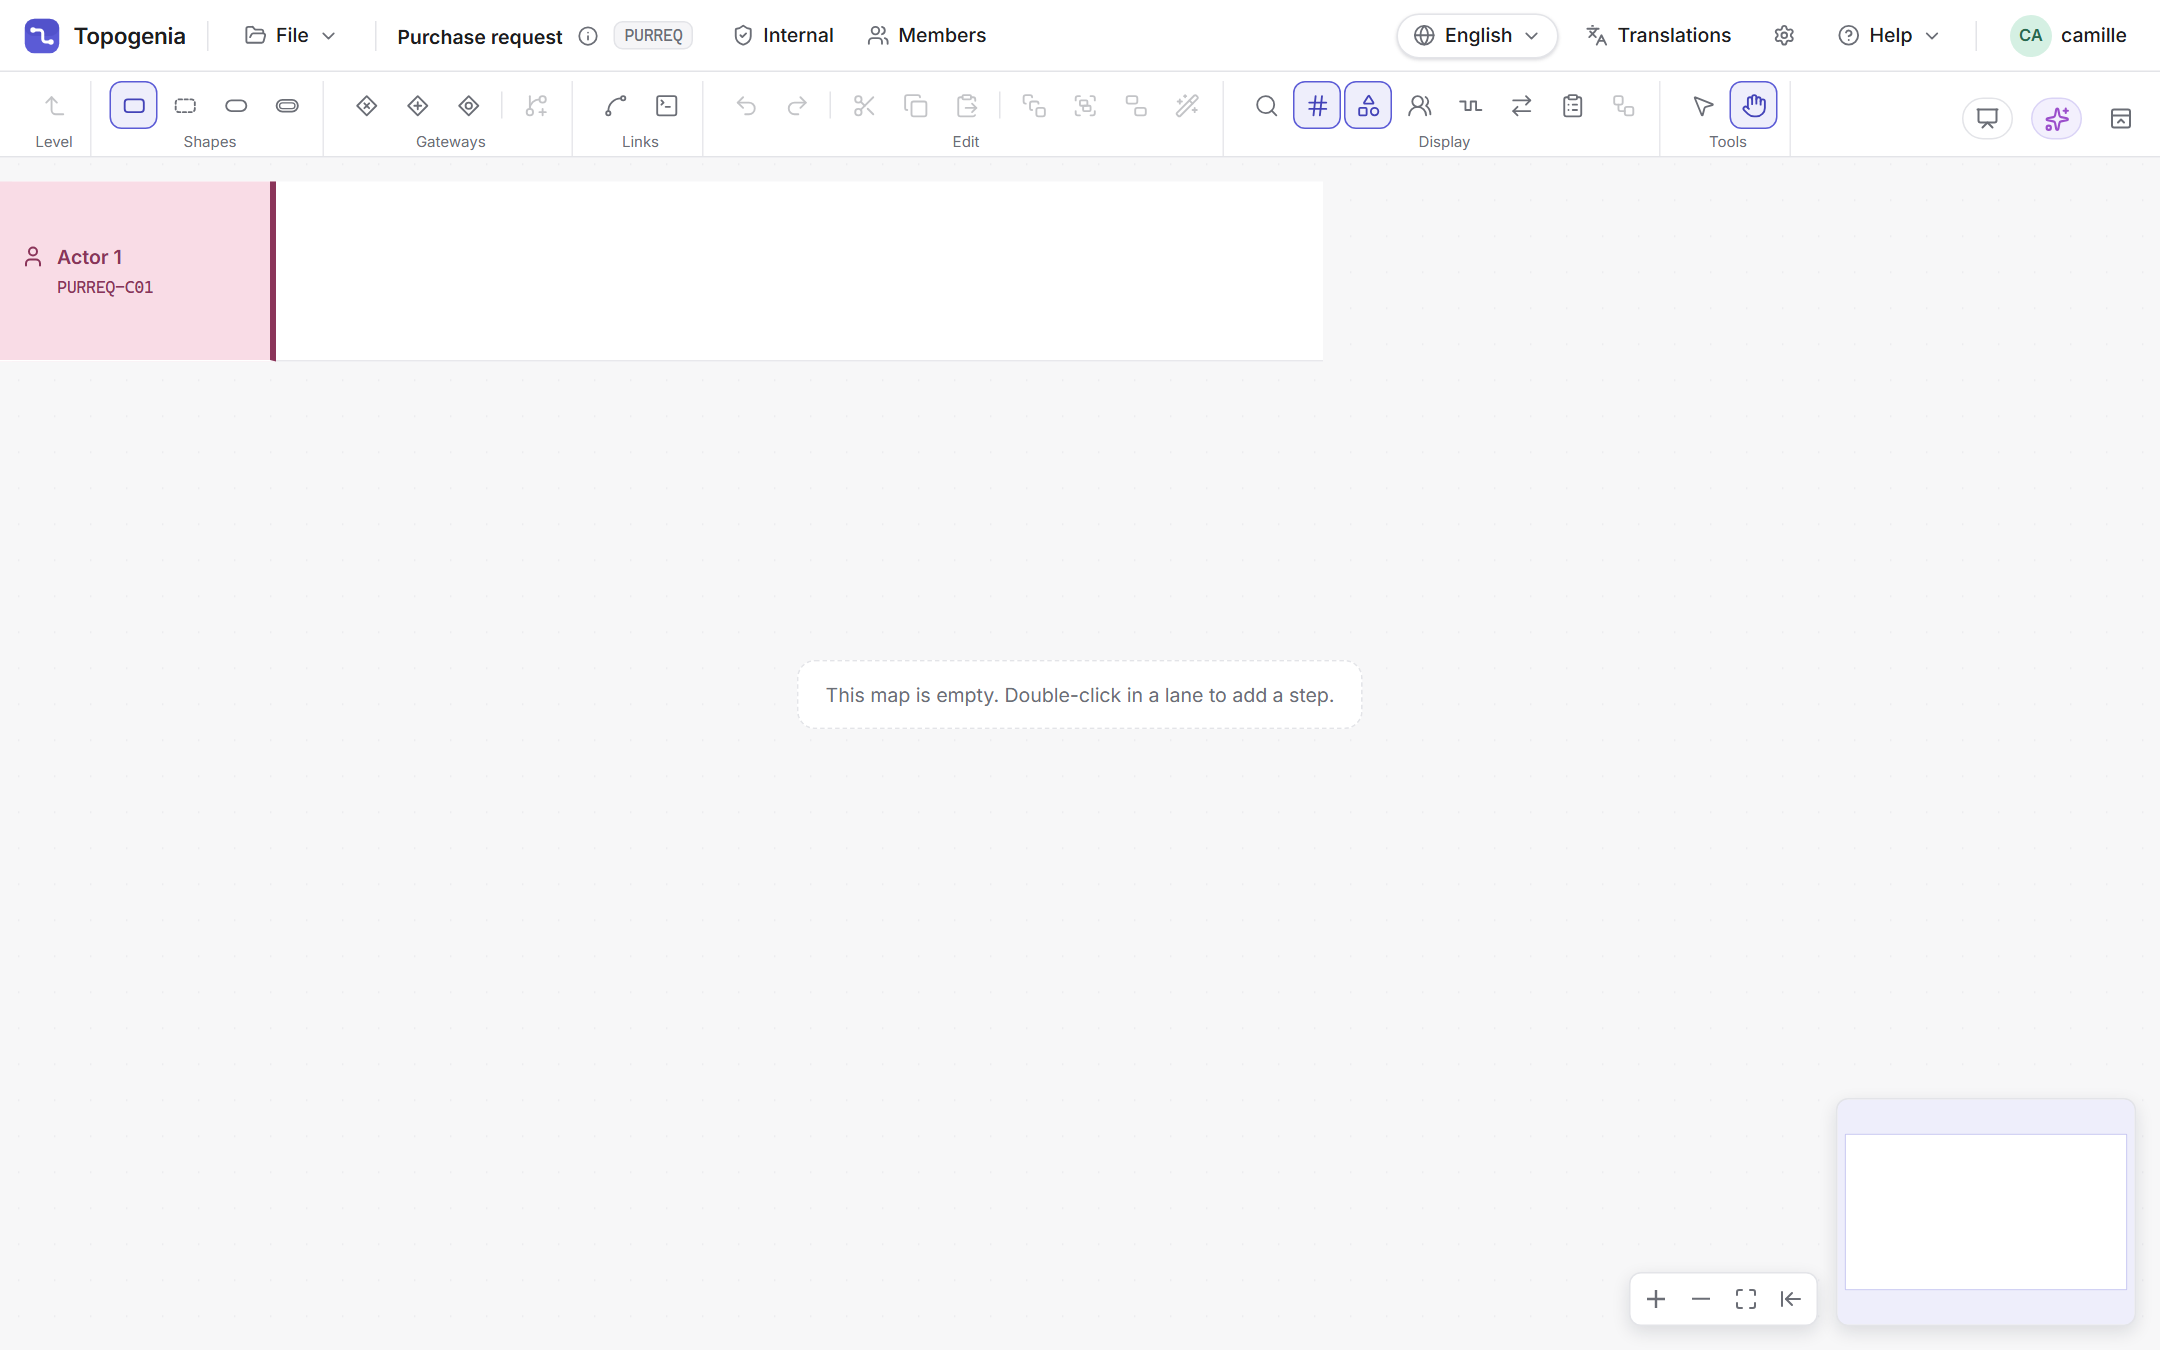 Topogenia
File
Purchase request
PURREQ
Internal
Members
English
Translations
Help
CA
camille
Level
Shapes
Gateways
Links
Edit
Display
Tools
Actor 1
PURREQ-C01
This map is empty. Double-click in a lane to add a step.